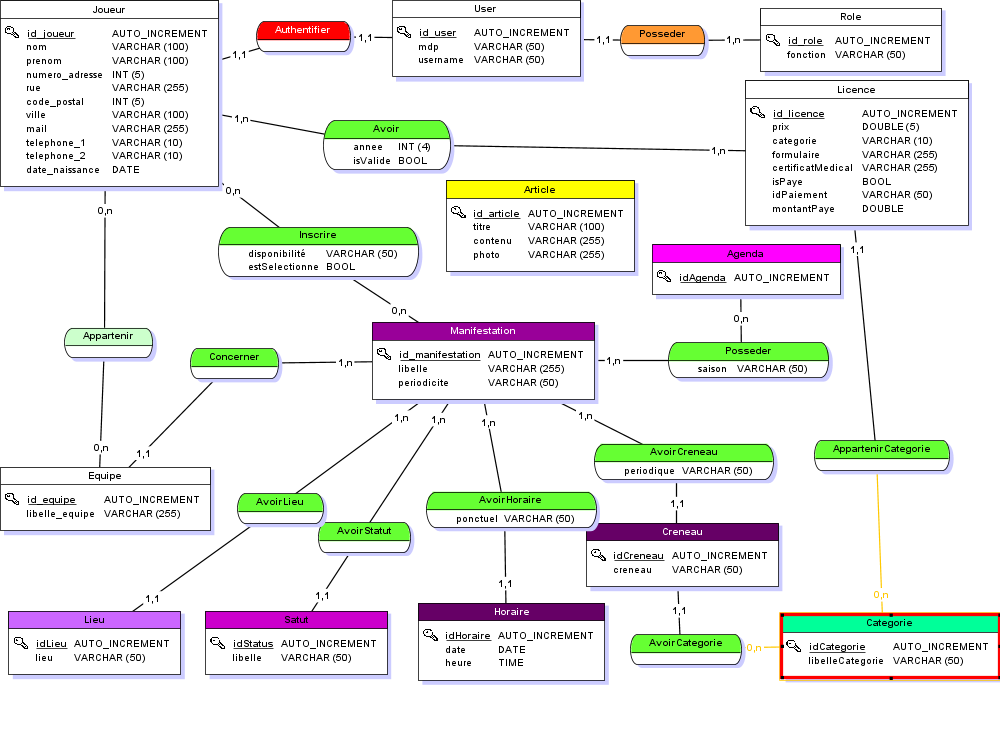 Joueur
id_joueur AUTO_INCREMENT
nom VARCHAR (100)
prenom VARCHAR (100)
numero_adresse INT (5)
rue VARCHAR (255)
code_postal INT (5)
ville VARCHAR (100)
mail VARCHAR (255)
telephone_1 VARCHAR (10)
telephone_2 VARCHAR (10)
date_naissance DATE
1,1
Authentifier
1,1
User
id_user AUTO_INCREMENT
mdp VARCHAR (50)
username VARCHAR (50)
1,1
Posseder
1,n
Role
id_role AUTO_INCREMENT
fonction VARCHAR (50)
1,n
Avoir
annee INT (4)
isValide BOOL
1,n
Licence
id_licence AUTO_INCREMENT
prix DOUBLE (5)
categorie VARCHAR (10)
formulaire VARCHAR (255)
certificatMedical VARCHAR (255)
isPaye BOOL
idPaiement VARCHAR (50)
montantPaye DOUBLE
Article
id_article AUTO_INCREMENT
titre VARCHAR (100)
contenu VARCHAR (255)
photo VARCHAR (255)
0,n
0,n
Inscrire
disponibilité VARCHAR (50)
estSelectionne BOOL
0,n
Agenda
idAgenda AUTO_INCREMENT
0,n
1,1
Appartenir
Concerner
1,n
Manifestation
id_manifestation AUTO_INCREMENT
libelle VARCHAR (255)
periodicite VARCHAR (50)
1,n
Posseder
saison VARCHAR (50)
0,n
1,1
1,n
1,n
1,n
1,n
Equipe
id_equipe AUTO_INCREMENT
libelle_equipe VARCHAR (255)
AvoirLieu
AvoirStatut
AvoirHoraire
ponctuel VARCHAR (50)
AvoirCreneau
periodique VARCHAR (50)
AppartenirCategorie
1,1
Creneau
idCreneau AUTO_INCREMENT
creneau VARCHAR (50)
1,1
1,1
1,1
1,1
0,n
Lieu
idLieu AUTO_INCREMENT
lieu VARCHAR (50)
Satut
idStatus AUTO_INCREMENT
libelle VARCHAR (50)
Horaire
idHoraire AUTO_INCREMENT
date DATE
heure TIME
AvoirCategorie
0,n
Categorie
idCategorie AUTO_INCREMENT
libelleCategorie VARCHAR (50)